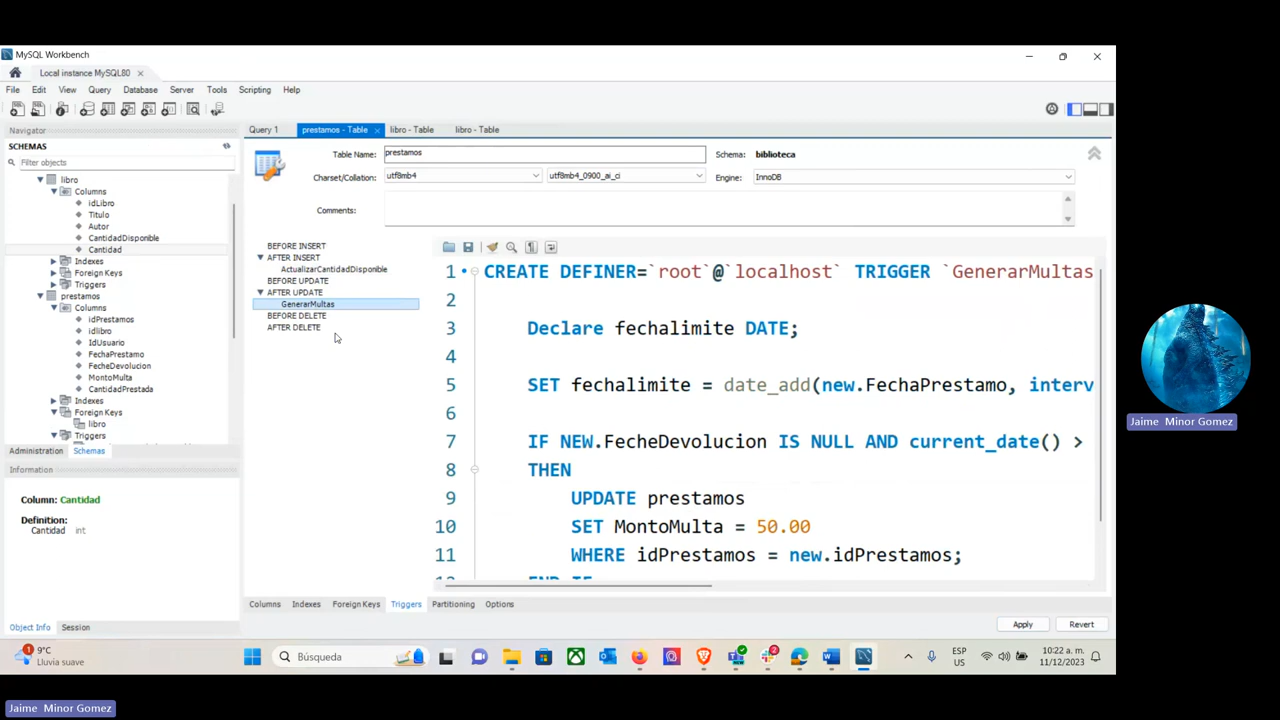 MySQL Workbench
Local instance MySQL80
File Edit View Query Database Server Tools Scripting Help
Navigator
SCHEMAS
Filter objects
libro
Columns
idLibro
Titulo
Autor
CantidadDisponible
Cantidad
Indexes
Foreign Keys
Triggers
prestamos
Columns
idPrestamos
idlibro
IdUsuario
FechaPrestamo
FecheDevolucion
MontoMulta
CantidadPrestada
Indexes
Foreign Keys
libro
Triggers
Administration Schemas
Information
Column: Cantidad
Definition:
Cantidad int
Object Info Session
Query 1 prestamos - Table libro - Table libro - Table
Table Name: prestamos Schema: biblioteca
Charset/Collation: utf8mb4 utf8mb4_0900_ai_ci Engine: InnoDB
Comments:
BEFORE INSERT
AFTER INSERT
ActualizarCantidadDisponible
BEFORE UPDATE
AFTER UPDATE
GenerarMultas
BEFORE DELETE
AFTER DELETE
1 CREATE DEFINER=`root`@`localhost` TRIGGER `GenerarMultas
2
3 Declare fechalimite DATE;
4
5 SET fechalimite = date_add(new.FechaPrestamo, interv
6
7 IF NEW.FecheDevolucion IS NULL AND current_date() >
8 THEN
9 UPDATE prestamos
10 SET MontoMulta = 50.00
11 WHERE idPrestamos = new.idPrestamos;
12 END IF
Columns Indexes Foreign Keys Triggers Partitioning Options
Apply Revert
1
9°C
Lluvia suave
Búsqueda
2
ESP
US
10:22 a. m.
11/12/2023
Jaime Minor Gomez
Jaime Minor Gomez